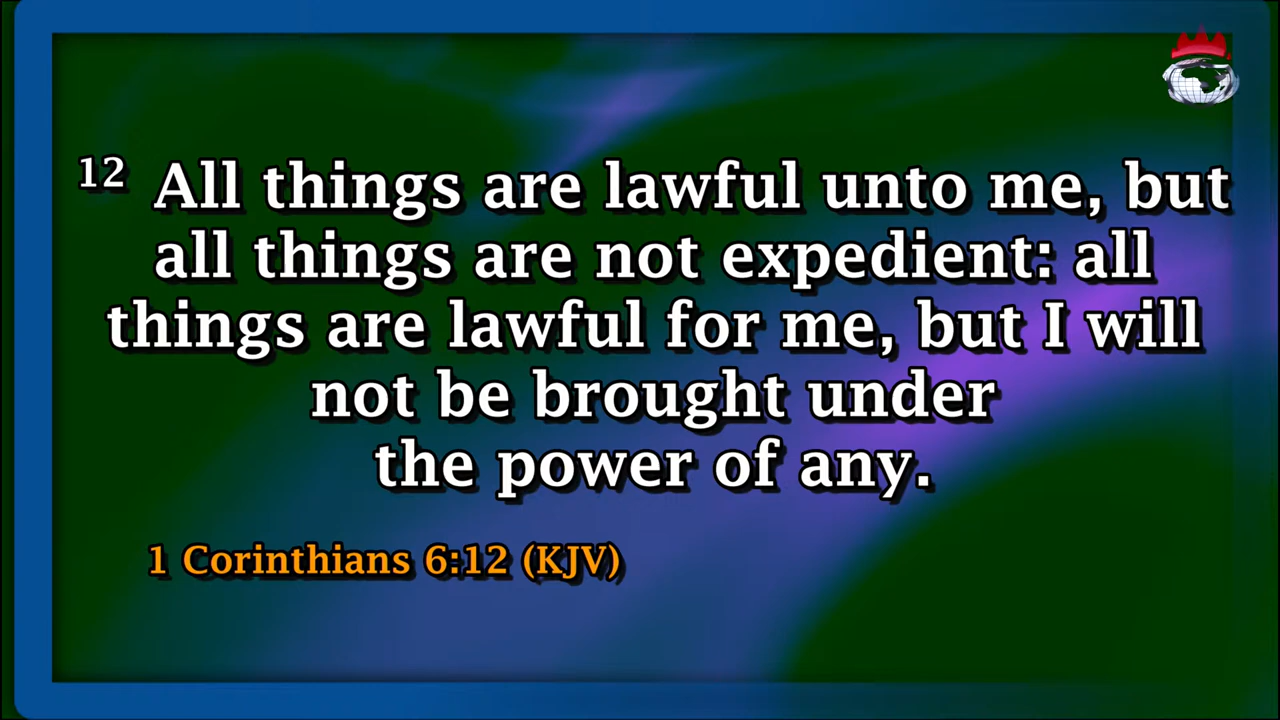 12 All things are lawful unto me, but
all things are not expedient: all
things are lawful for me, but I will
not be brought under
the power of any.
1 Corinthians 6:12 (KJV)